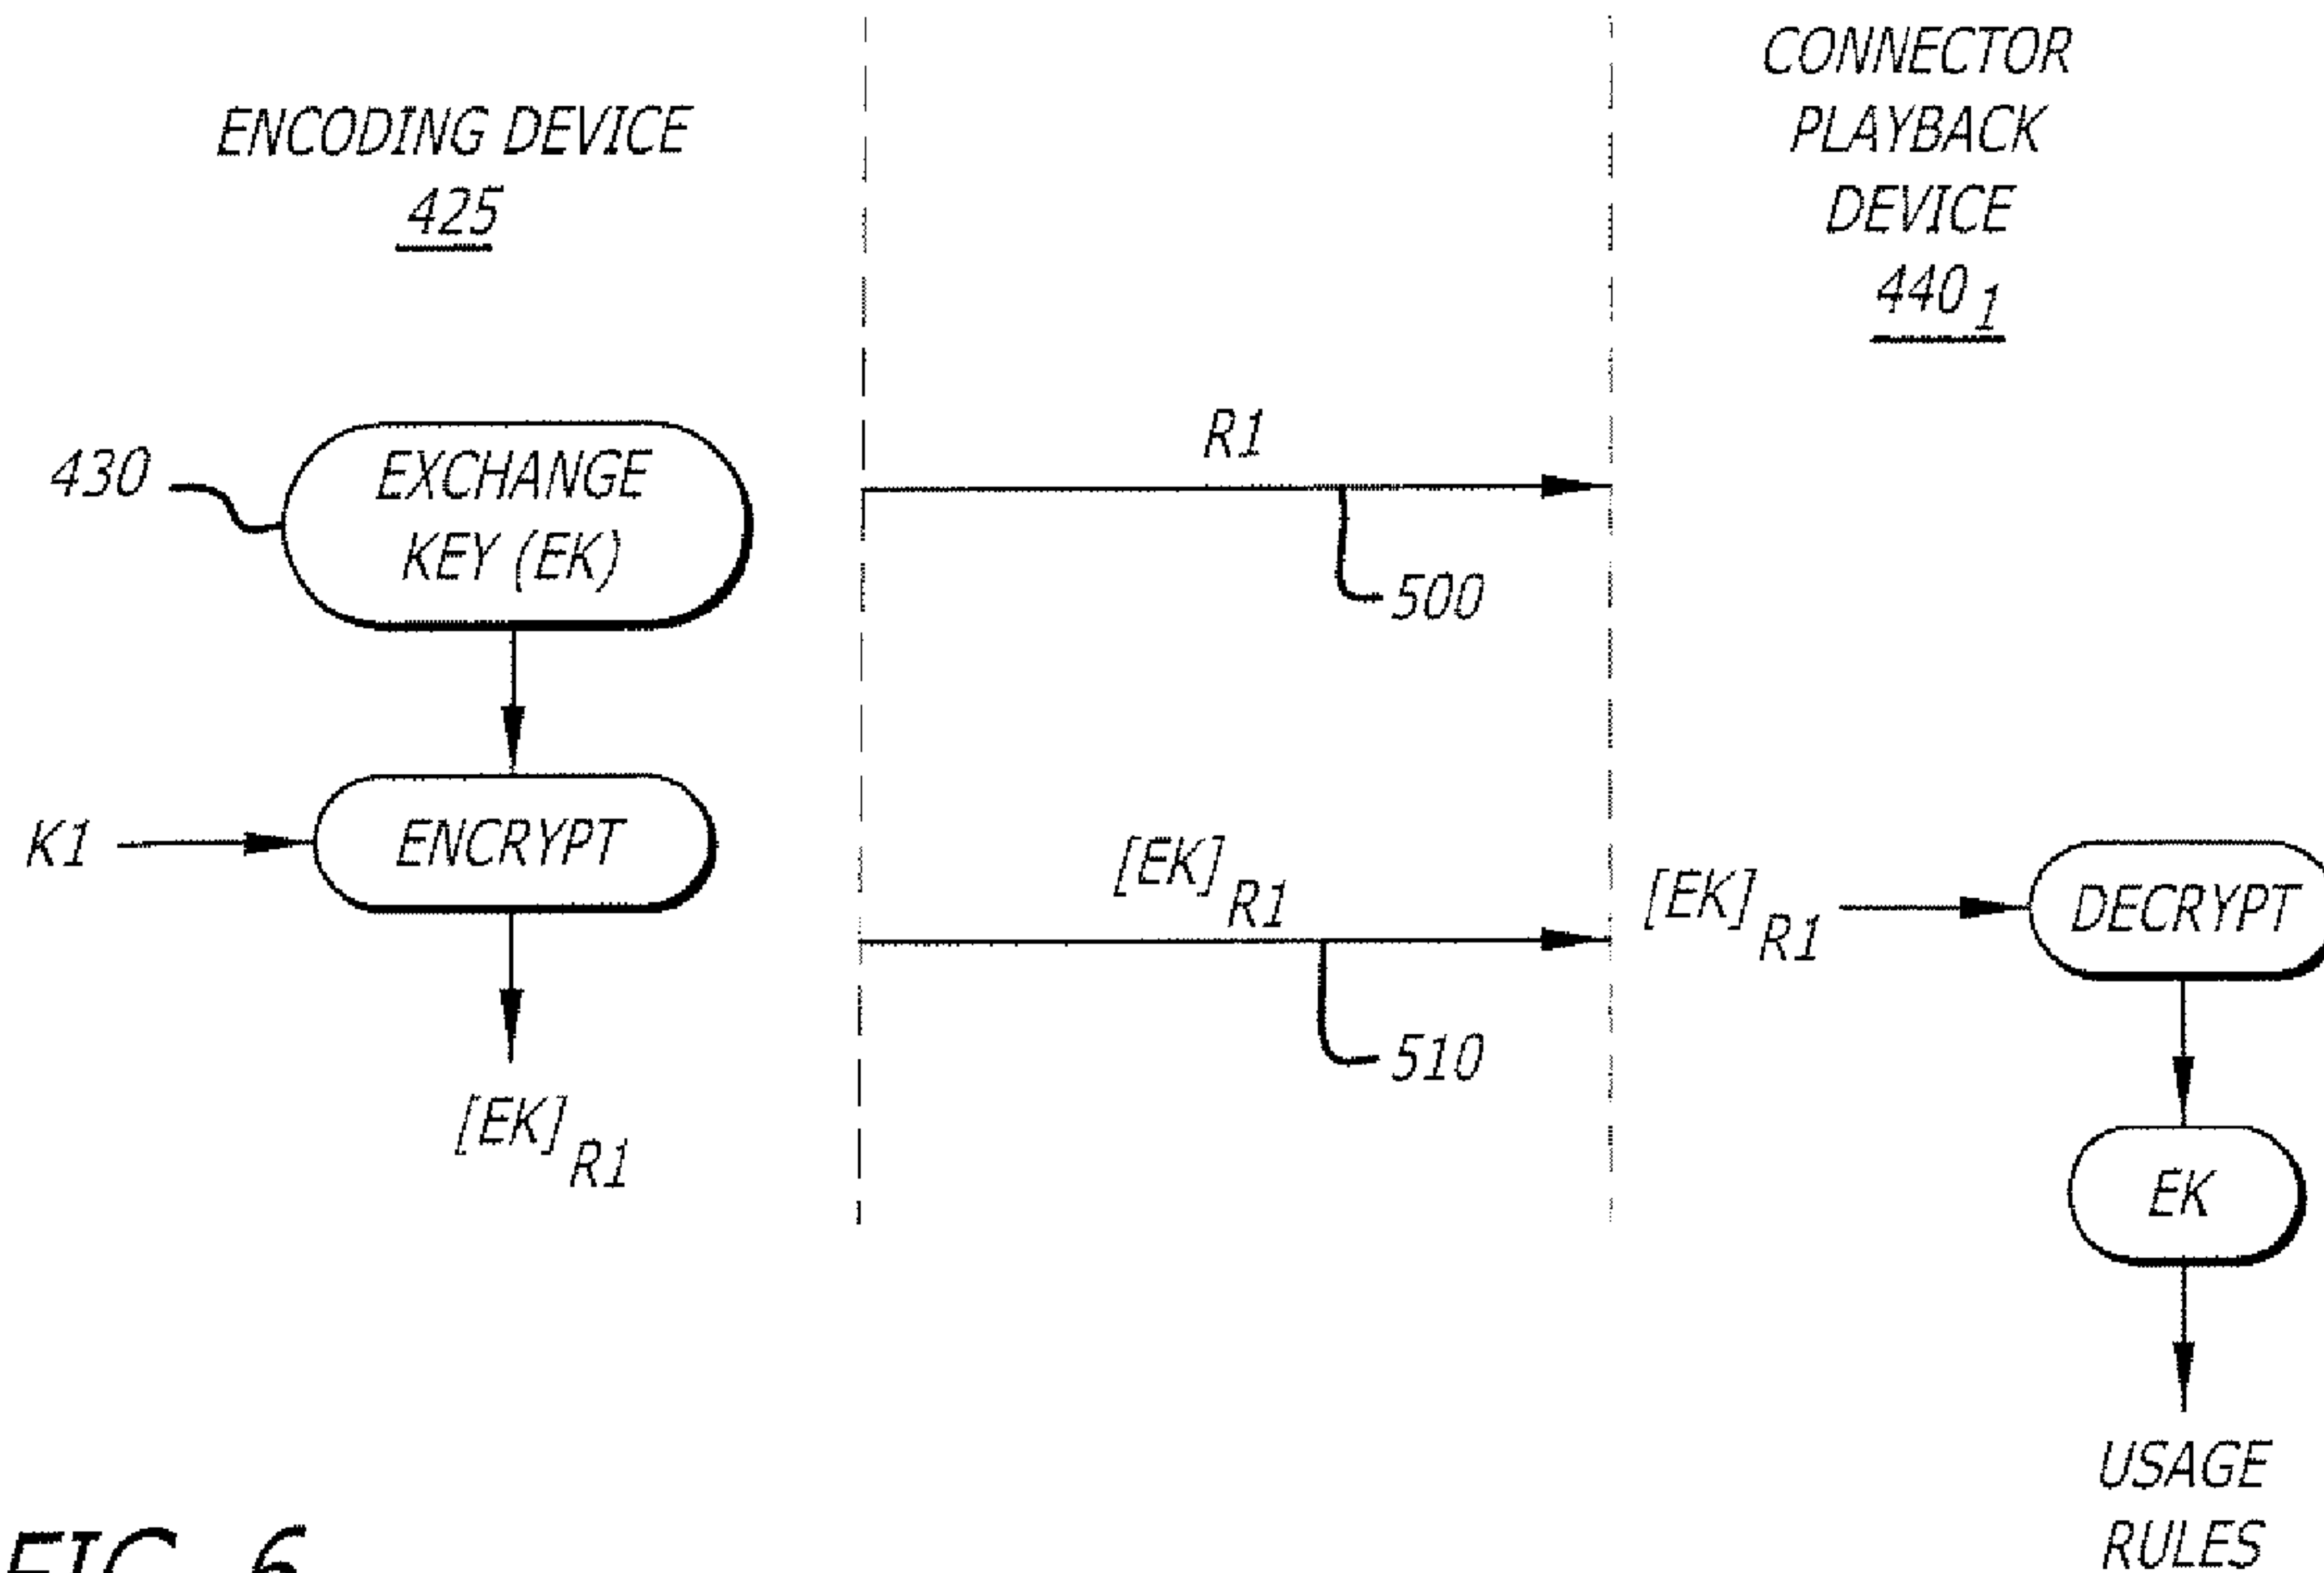 ENCODING DEVICE
425
CONNECTOR
PLAYBACK
DEVICE
440 1
430
EXCHANGE
KEY (EK)
R1
500
K1
ENCRYPT
[EK] R1
[EK] R1
510
[EK] R1
DECRYPT
EK
USAGE
RULES
FIG. 6